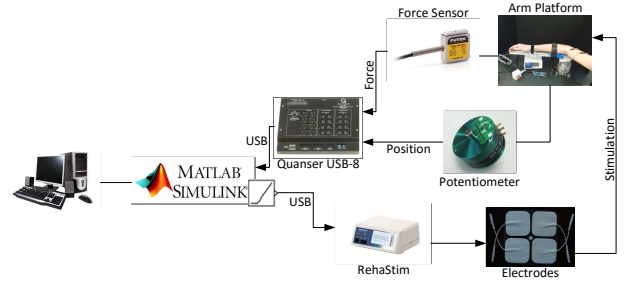 Force Sensor
Arm Platform
FUTEK
Force
USB
Quanser USB-8
Position
Potentiometer
Stimulation
MATLAB
SIMULINK
USB
RehaStim
Electrodes